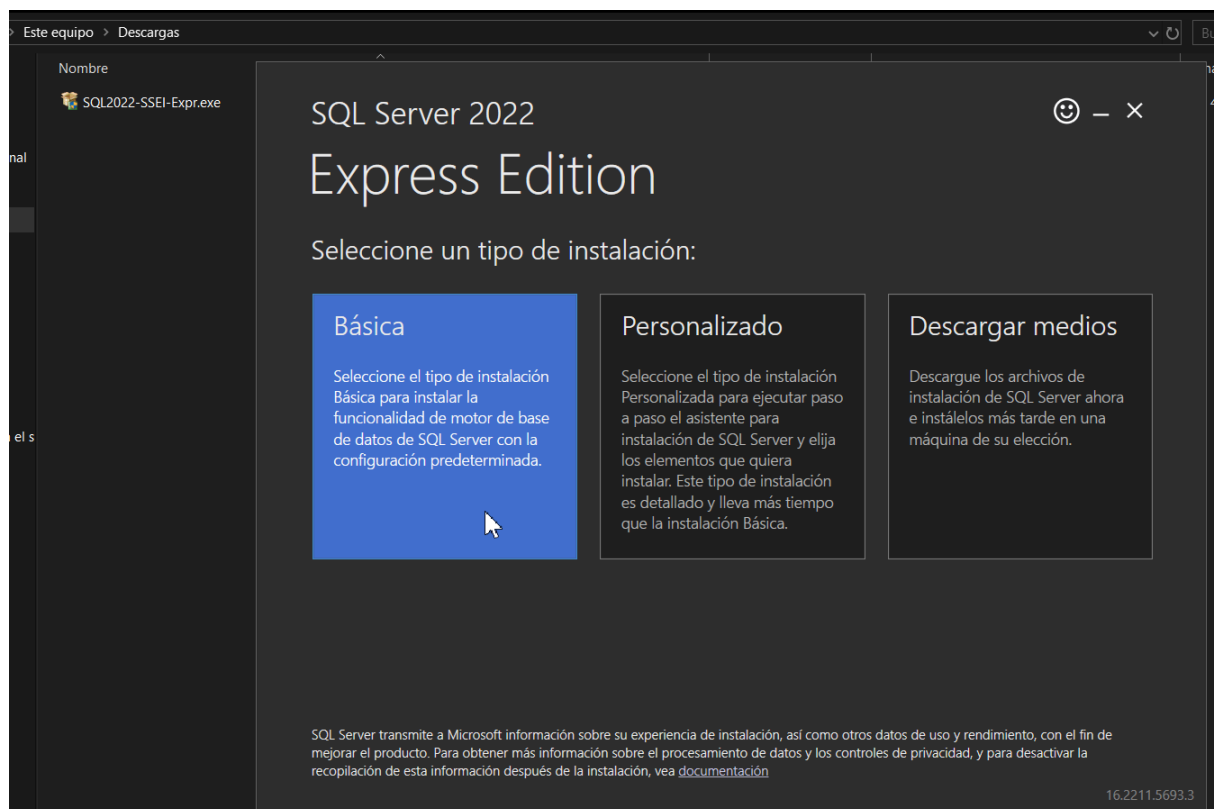 Este equipo > Descargas
Bu
Nombre
SQL2022-SSEI-Expr.exe
nal
el s
SQL Server 2022
Express Edition
Seleccione un tipo de instalación:
Básica
Seleccione el tipo de instalación
Básica para instalar la
funcionalidad de motor de base
de datos de SQL Server con la
configuración predeterminada.
Personalizado
Seleccione el tipo de instalación
Personalizada para ejecutar paso
a paso el asistente para
instalación de SQL Server y elija
los elementos que quiera
instalar. Este tipo de instalación
es detallado y lleva más tiempo
que la instalación Básica.
Descargar medios
Descargue los archivos de
instalación de SQL Server ahora
e instálelos más tarde en una
máquina de su elección.
SQL Server transmite a Microsoft información sobre su experiencia de instalación, así como otros datos de uso y rendimiento, con el fin de
mejorar el producto. Para obtener más información sobre el procesamiento de datos y los controles de privacidad, y para desactivar la
recopilación de esta información después de la instalación, vea documentación
16.2211.5693.3